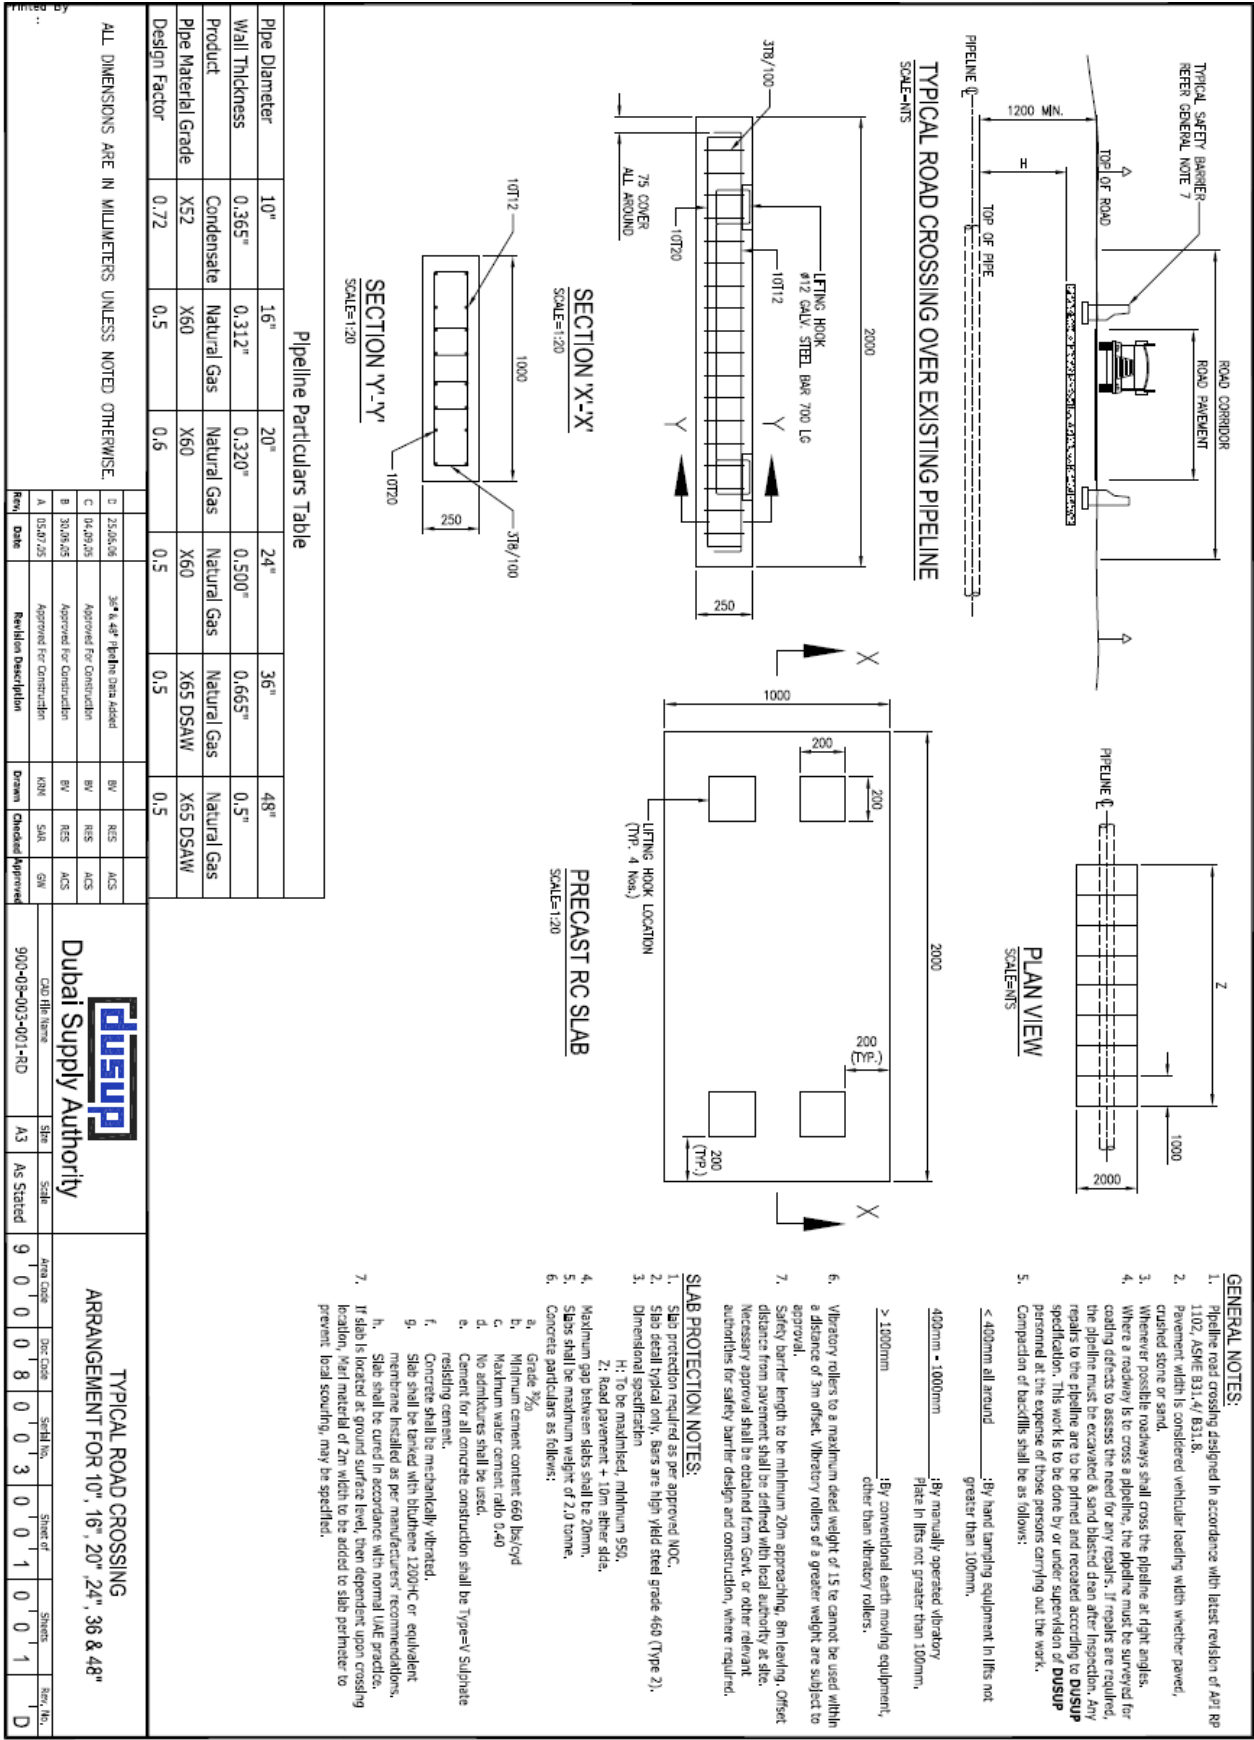 TYPICAL SAFETY BARRIER
REFER GENERAL NOTE 7
ROAD CORRIDOR
ROAD PAVEMENT
TOP OF ROAD
1200 MIN.
H
TOP OF PIPE
PIPELINE ℄
TYPICAL ROAD CROSSING OVER EXISTING PIPELINE
SCALE=NTS
PIPELINE ℄
Z
1000
2000
PLAN VIEW
SCALE=NTS
2000
LIFTING HOOK
ø12 GALV. STEEL BAR 700 LG
10T12
3T8/100
10T20
75 COVER
ALL AROUND
Y
Y
250
SECTION 'X'-'X'
SCALE=1:20
1000
10T12
3T8/100
10T20
250
SECTION 'Y'-'Y'
SCALE=1:20
X
X
2000
1000
200
200
200
(TYP.)
200
(TYP.)
LIFTING HOOK LOCATION
(TYP. 4 Nos.)
PRECAST RC SLAB
SCALE=1:20
GENERAL NOTES:
1. Pipeline road crossing designed in accordance with latest revision of API RP
1102, ASME B31.4/ B31.8.
2. Pavement width is considered vehicular loading width whether paved,
crushed stone or sand.
3. Whenever possible roadways shall cross the pipeline at right angles.
4. Where a roadway is to cross a pipeline, the pipeline must be surveyed for
coating defects to assess the need for any repairs. If repairs are required,
the pipeline must be excavated & sand blasted clean after inspection. Any
repairs to the pipeline are to be primed and recoated according to DUSUP
specification. This work is to be done by or under supervision of DUSUP
personnel at the expense of those persons carrying out the work.
5. Compaction of backfills shall be as follows:
< 400mm all around :By hand tamping equipment in lifts not
greater than 100mm.
400mm - 1000mm :By manually operated vibratory
Plate in lifts not greater than 100mm.
> 1000mm :By conventional earth moving equipment,
other than vibratory rollers.
6. Vibratory rollers to a maximum dead weight of 15 te cannot be used within
a distance of 3m offset. Vibratory rollers of a greater weight are subject to
approval.
7. Safety barrier length to be minimum 20m approaching, 8m leaving. Offset
distance from pavement shall be defined with local authority at site.
Necessary approval shall be obtained from Govt. or other relevant
authorities for safety barrier design and construction, where required.
SLAB PROTECTION NOTES:
1. Slab protection required as per approved NOC.
2. Slab detail typical only. Bars are high yield steel grade 460 (Type 2).
3. Dimensional specification
H: To be maximised, minimum 950.
Z: Road pavement + 10m either side.
4. Maximum gap between slabs shall be 20mm.
5. Slabs shall be maximum weight of 2.0 tonne.
6. Concrete particulars as follows:
a. Grade 30/20
b. Minimum cement content 660 lbs/cyd
c. Maximum water cement ratio 0.40
d. No admixtures shall be used.
e. Cement for all concrete construction shall be Type=V Sulphate
resisting cement.
f. Concrete shall be mechanically vibrated.
g. Slab shall be tanked with bituthene 1200HC or equivalent
membrane installed as per manufacturers' recommendations.
h. Slab shall be cured in accordance with normal UAE practice.
7. If slab is located at ground surface level, then dependent upon crossing
location, Marl material of 2m width to be added to slab perimeter to
prevent local scouring, may be specified.
Pipeline Particulars Table
Pipe Diameter 10" 16" 20" 24" 36" 48"
Wall Thickness 0.365" 0.312" 0.320" 0.500" 0.665" 0.5"
Product Condensate Natural Gas Natural Gas Natural Gas Natural Gas Natural Gas
Pipe Material Grade X52 X60 X60 X60 X65 DSAW X65 DSAW
Design Factor 0.72 0.5 0.6 0.5 0.5 0.5
ALL DIMENSIONS ARE IN MILLIMETERS UNLESS NOTED OTHERWISE.
Printed By
:
D 25.06.06 36" & 48" Pipeline Data Added BV RES ACS
C 04.09.05 Approved For Construction BV RES ACS
B 30.06.05 Approved For Construction BV RES ACS
A 05.07.05 Approved For Construction KRM SAR GW
Rev. Date Revision Description Drawn Checked Approved
dusup
Dubai Supply Authority
CAD File Name Size Scale
900-08-003-001-RD A3 As Stated
TYPICAL ROAD CROSSING
ARRANGEMENT FOR 10", 16", 20" ,24", 36 & 48"
Area Code Doc Code Serial No. Sheet of Sheets Rev. No.
9 0 0 0 8 0 0 3 0 0 1 0 0 1 D